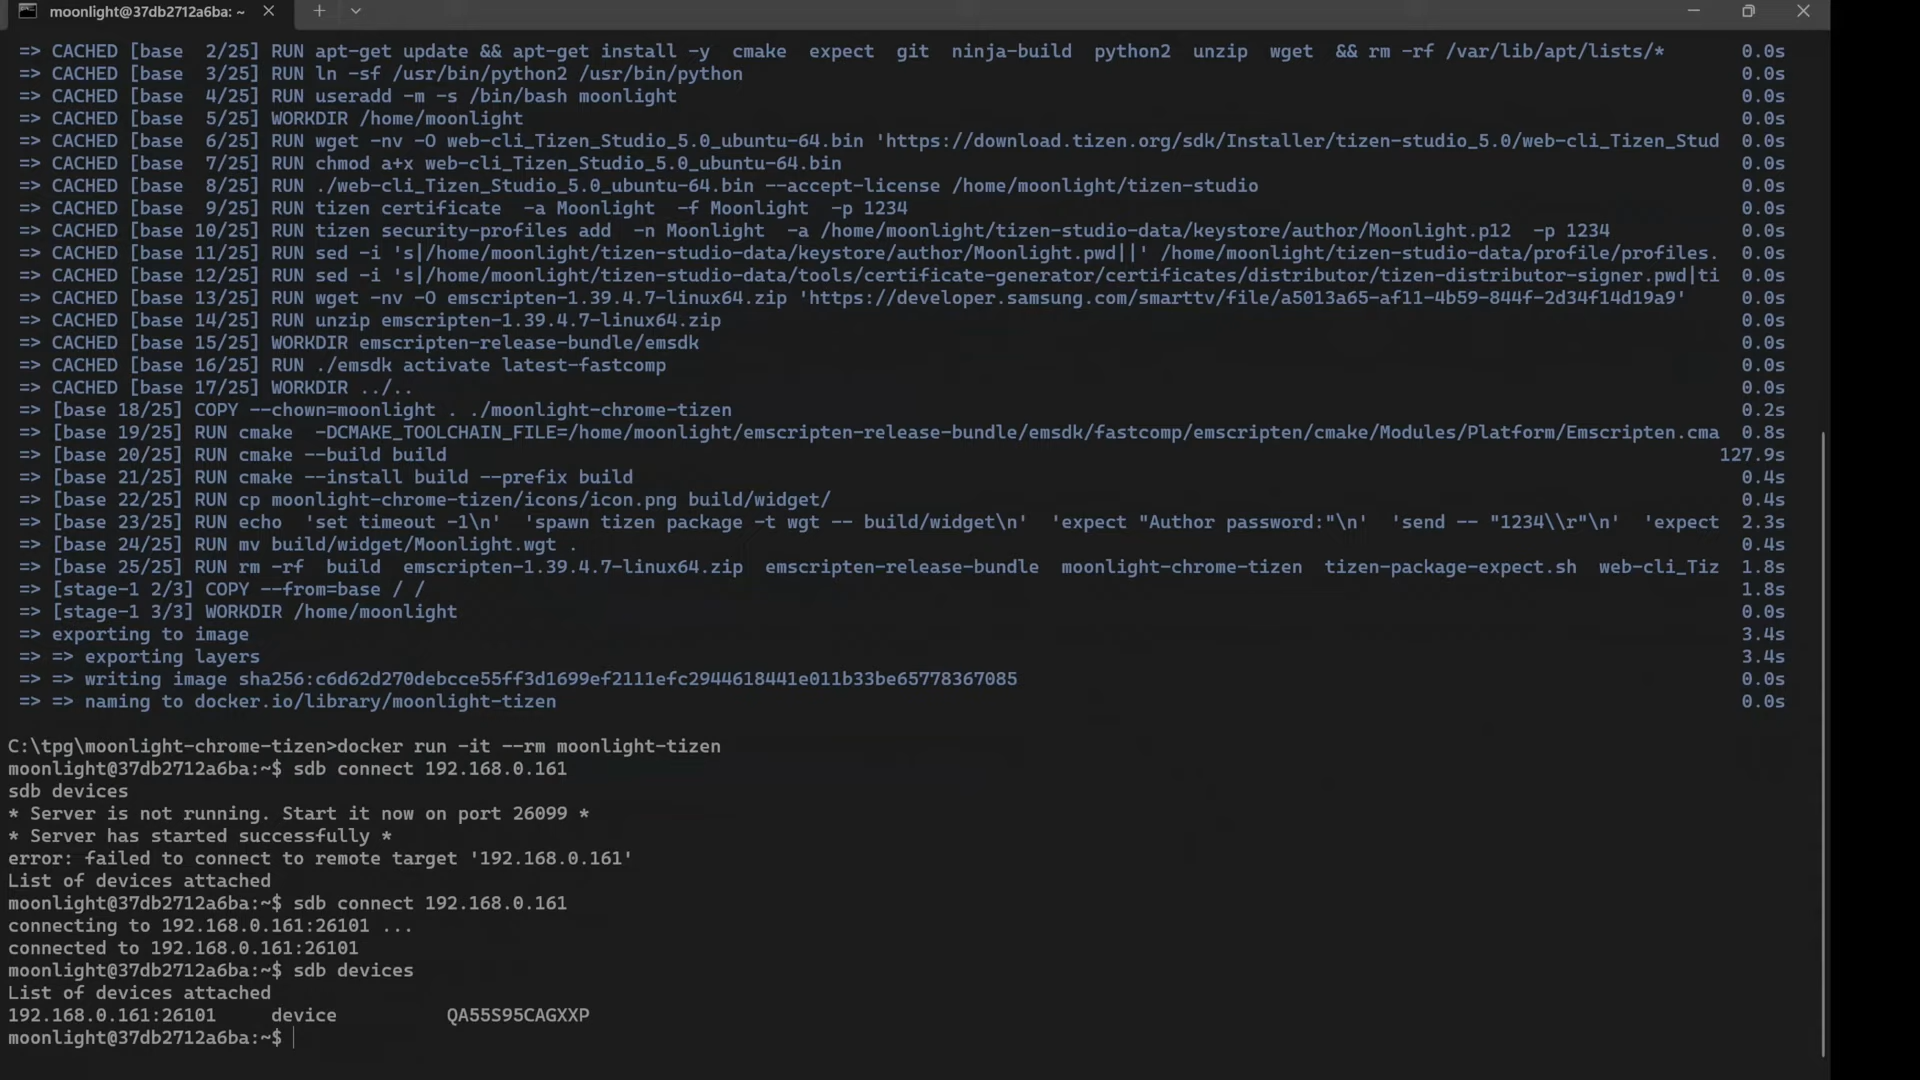 moonlight@37db2712a6ba: ~
=> CACHED [base  2/25] RUN apt-get update && apt-get install -y  cmake  expect  git  ninja-build  python2  unzip  wget  && rm -rf /var/lib/apt/lists/* 0.0s
=> CACHED [base  3/25] RUN ln -sf /usr/bin/python2 /usr/bin/python 0.0s
=> CACHED [base  4/25] RUN useradd -m -s /bin/bash moonlight 0.0s
=> CACHED [base  5/25] WORKDIR /home/moonlight 0.0s
=> CACHED [base  6/25] RUN wget -nv -O web-cli_Tizen_Studio_5.0_ubuntu-64.bin 'https://download.tizen.org/sdk/Installer/tizen-studio_5.0/web-cli_Tizen_Stud 0.0s
=> CACHED [base  7/25] RUN chmod a+x web-cli_Tizen_Studio_5.0_ubuntu-64.bin 0.0s
=> CACHED [base  8/25] RUN ./web-cli_Tizen_Studio_5.0_ubuntu-64.bin --accept-license /home/moonlight/tizen-studio 0.0s
=> CACHED [base  9/25] RUN tizen certificate  -a Moonlight  -f Moonlight  -p 1234 0.0s
=> CACHED [base 10/25] RUN tizen security-profiles add  -n Moonlight  -a /home/moonlight/tizen-studio-data/keystore/author/Moonlight.p12  -p 1234 0.0s
=> CACHED [base 11/25] RUN sed -i 's|/home/moonlight/tizen-studio-data/keystore/author/Moonlight.pwd||' /home/moonlight/tizen-studio-data/profile/profiles. 0.0s
=> CACHED [base 12/25] RUN sed -i 's|/home/moonlight/tizen-studio-data/tools/certificate-generator/certificates/distributor/tizen-distributor-signer.pwd|ti 0.0s
=> CACHED [base 13/25] RUN wget -nv -O emscripten-1.39.4.7-linux64.zip 'https://developer.samsung.com/smarttv/file/a5013a65-af11-4b59-844f-2d34f14d19a9' 0.0s
=> CACHED [base 14/25] RUN unzip emscripten-1.39.4.7-linux64.zip 0.0s
=> CACHED [base 15/25] WORKDIR emscripten-release-bundle/emsdk 0.0s
=> CACHED [base 16/25] RUN ./emsdk activate latest-fastcomp 0.0s
=> CACHED [base 17/25] WORKDIR ../.. 0.0s
=> [base 18/25] COPY --chown=moonlight . ./moonlight-chrome-tizen 0.2s
=> [base 19/25] RUN cmake  -DCMAKE_TOOLCHAIN_FILE=/home/moonlight/emscripten-release-bundle/emsdk/fastcomp/emscripten/cmake/Modules/Platform/Emscripten.cma 0.8s
=> [base 20/25] RUN cmake --build build 127.9s
=> [base 21/25] RUN cmake --install build --prefix build 0.4s
=> [base 22/25] RUN cp moonlight-chrome-tizen/icons/icon.png build/widget/ 0.4s
=> [base 23/25] RUN echo  'set timeout -1\n'  'spawn tizen package -t wgt -- build/widget\n'  'expect "Author password:"\n'  'send -- "1234\\r"\n'  'expect 2.3s
=> [base 24/25] RUN mv build/widget/Moonlight.wgt . 0.4s
=> [base 25/25] RUN rm -rf  build  emscripten-1.39.4.7-linux64.zip  emscripten-release-bundle  moonlight-chrome-tizen  tizen-package-expect.sh  web-cli_Tiz 1.8s
=> [stage-1 2/3] COPY --from=base / / 1.8s
=> [stage-1 3/3] WORKDIR /home/moonlight 0.0s
=> exporting to image 3.4s
=> => exporting layers 3.4s
=> => writing image sha256:c6d62d270debcce55ff3d1699ef2111efc2944618441e011b33be65778367085 0.0s
=> => naming to docker.io/library/moonlight-tizen 0.0s
C:\tpg\moonlight-chrome-tizen>docker run -it --rm moonlight-tizen
moonlight@37db2712a6ba:~$ sdb connect 192.168.0.161
sdb devices
* Server is not running. Start it now on port 26099 *
* Server has started successfully *
error: failed to connect to remote target '192.168.0.161'
List of devices attached
moonlight@37db2712a6ba:~$ sdb connect 192.168.0.161
connecting to 192.168.0.161:26101 ...
connected to 192.168.0.161:26101
moonlight@37db2712a6ba:~$ sdb devices
List of devices attached
192.168.0.161:26101     device          QA55S95CAGXXP
moonlight@37db2712a6ba:~$